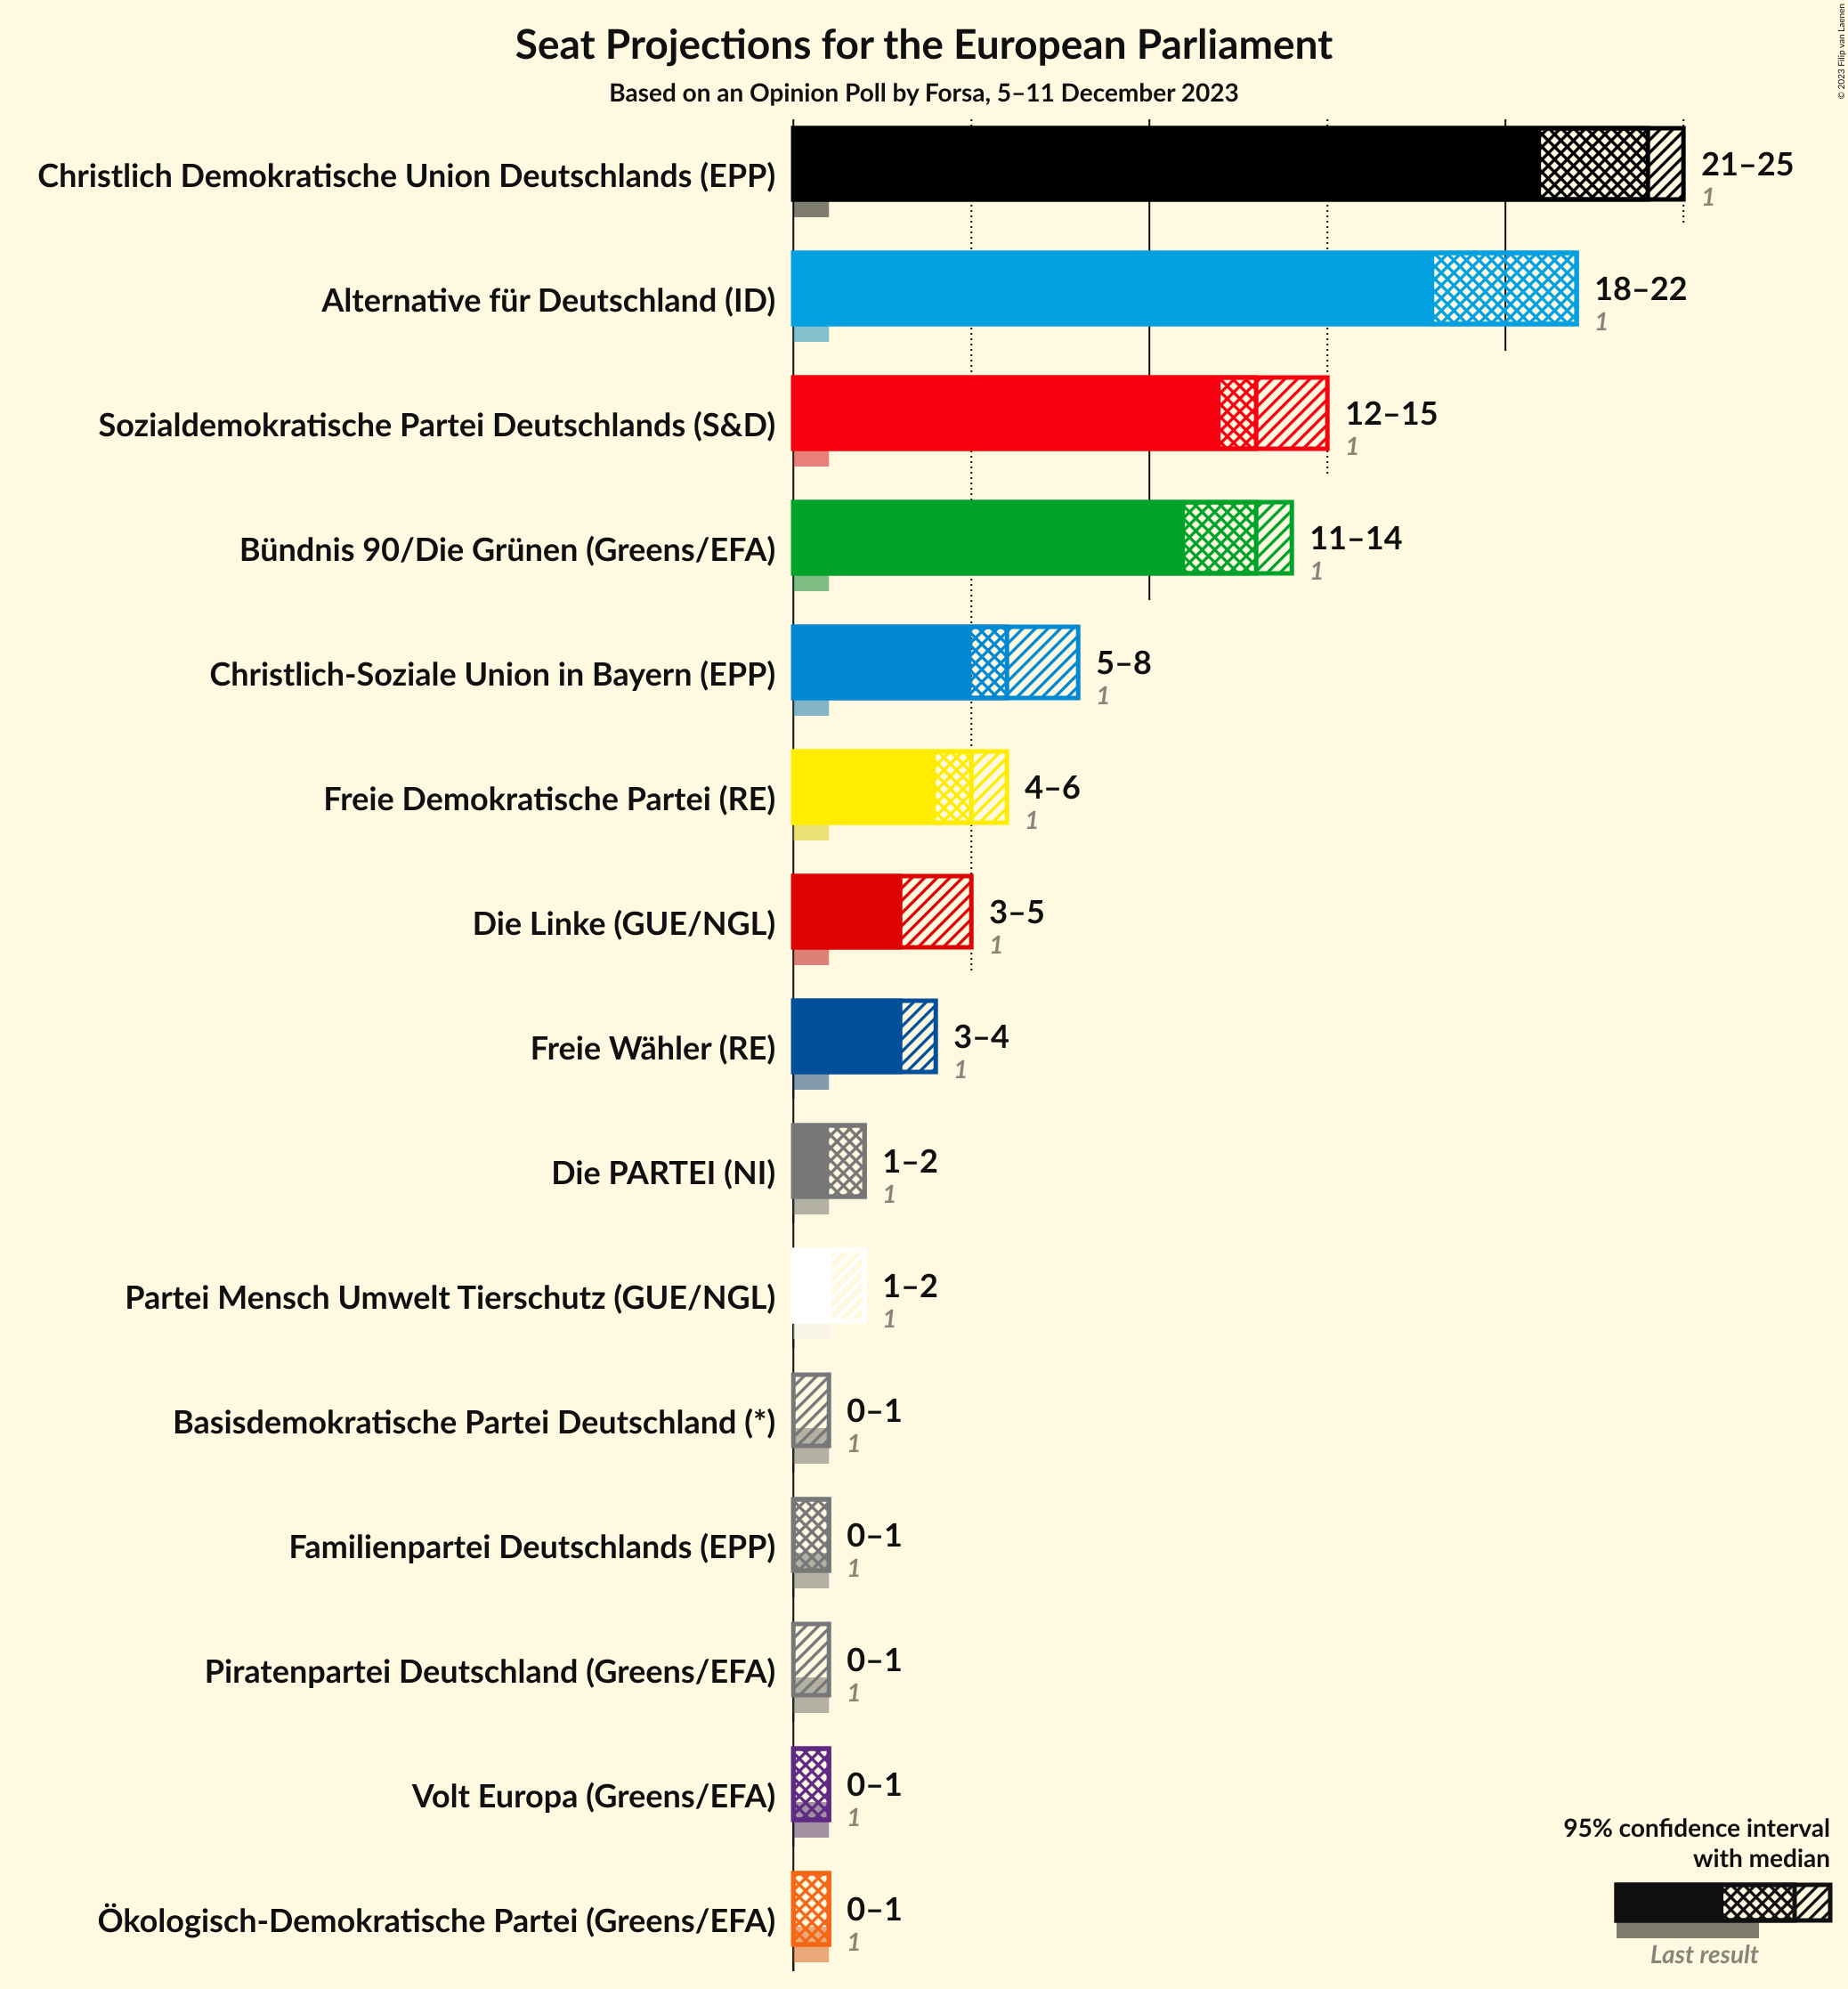 Seat Projections for the European Parliament
Based on an Opinion Poll by Forsa, 5–11 December 2023
© 2023 Filip van Laenen
Christlich Demokratische Union Deutschlands (EPP)
21–25
1
Alternative für Deutschland (ID)
18–22
1
Sozialdemokratische Partei Deutschlands (S&D)
12–15
1
Bündnis 90/Die Grünen (Greens/EFA)
11–14
1
Christlich-Soziale Union in Bayern (EPP)
5–8
1
Freie Demokratische Partei (RE)
4–6
1
Die Linke (GUE/NGL)
3–5
1
Freie Wähler (RE)
3–4
1
Die PARTEI (NI)
1–2
1
Partei Mensch Umwelt Tierschutz (GUE/NGL)
1–2
1
Basisdemokratische Partei Deutschland (*)
0–1
1
Familienpartei Deutschlands (EPP)
0–1
1
Piratenpartei Deutschland (Greens/EFA)
0–1
1
Volt Europa (Greens/EFA)
0–1
1
Ökologisch-Demokratische Partei (Greens/EFA)
0–1
1
95% confidence interval
with median
Last result